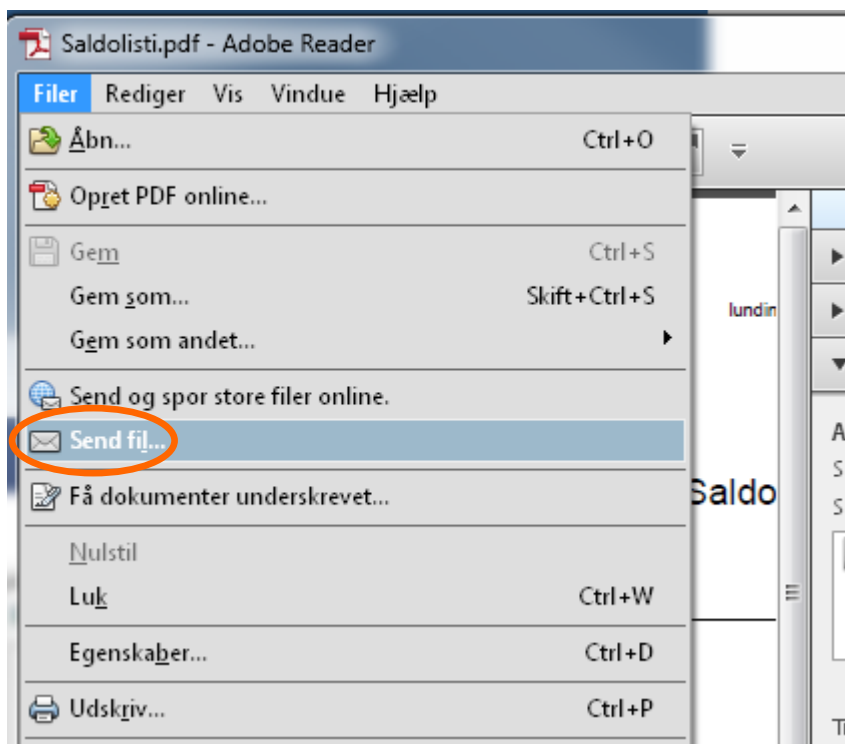 Saldolisti.pdf - Adobe Reader
Filer Rediger Vis Vindue Hjælp
Åbn... Ctrl+O
Opret PDF online...
Gem Ctrl+S
Gem som... Skift+Ctrl+S
lundin
Gem som andet...
Send og spor store filer online.
Send fil...
A
S
Få dokumenter underskrevet...
Saldo
S
Nulstil
Luk Ctrl+W
Egenskaber... Ctrl+D
Udskriv... Ctrl+P